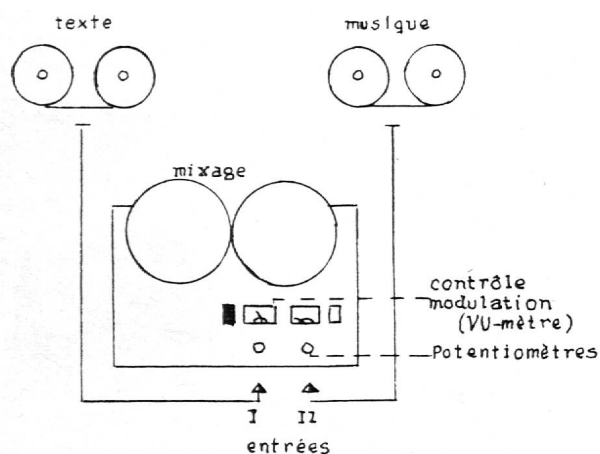 texte
musique
mixage
contrôle
modulation
(VU-mètre)
Potentiomètres
I II
entrées